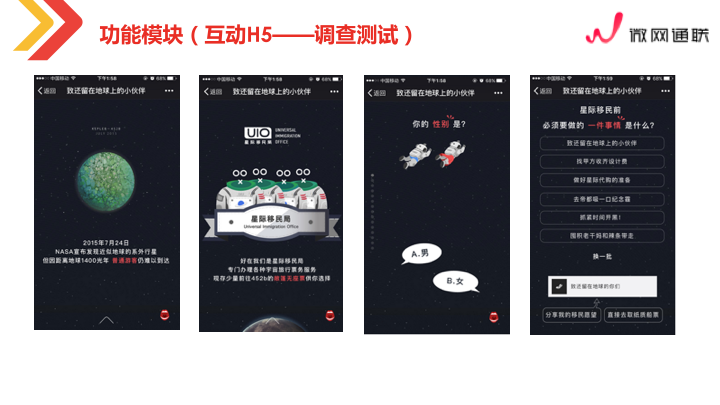 功能模块（互动H5——调查测试）
微网通联
中国移动
下午1:58
68%
返回
致还留在地球上的小伙伴
2015年7月24日
NASA宣布发现近似地球的系外行星
但因距离地球1400光年 普通旅客仍难以到达
中国移动
下午1:58
68%
返回
致还留在地球上的小伙伴
UIO
UNIVERSAL
IMMIGRATION
OFFICE
星际移民局
星际移民局
Universal Immigration Office
好在我们是星际移民局
专门办理各种宇宙旅行票务服务
现存少量前往452b的
供你选择
中国移动
下午1:58
68%
返回
致还留在地球上的小伙伴
你的 性别 是?
A.男
B.女
中国移动
下午1:59
68%
返回
致还留在地球上的小伙伴
星际移民前
必须要做的 一件事情 是什么?
致还留在地球上的小伙伴
找甲方收齐设计费
做好星际代购的准备
去帝都吸一口纪念霾
抓紧时间开黑!
囤积老干妈和辣条带走
换一批
致还留在地球的你们
分享我的移民愿望
直接去取纸质船票